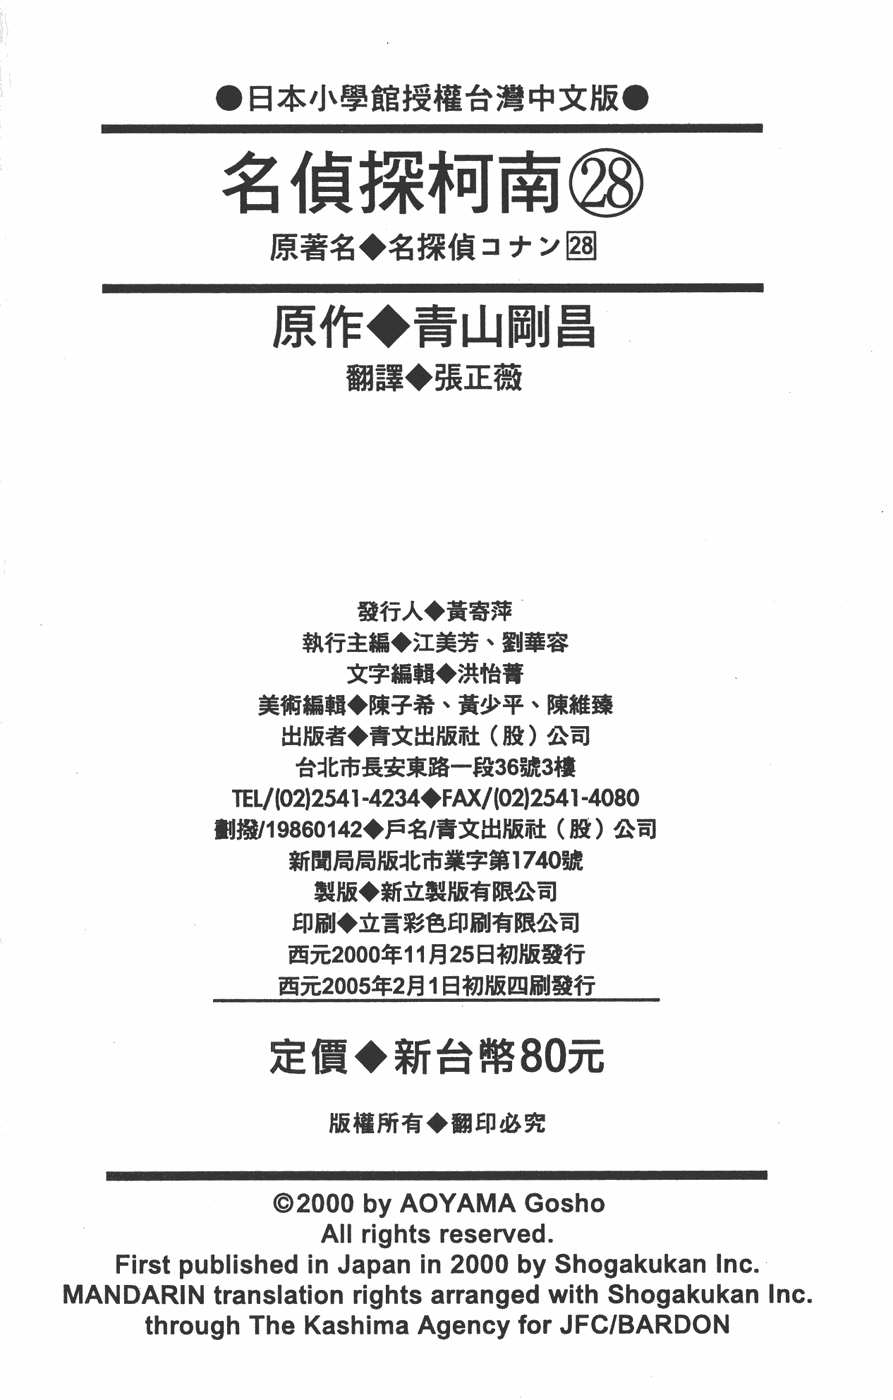 ●日本小學館授權台灣中文版●
名偵探柯南㉘
原著名◆名探偵コナン28
原作◆青山剛昌
翻譯◆張正薇
發行人◆黃寄萍
執行主編◆江美芳、劉華容
文字編輯◆洪怡菁
美術編輯◆陳子希、黃少平、陳維臻
出版者◆青文出版社（股）公司
台北市長安東路一段36號3樓
TEL/(02)2541-4234◆FAX/(02)2541-4080
劃撥/19860142◆戶名/青文出版社（股）公司
新聞局局版北市業字第1740號
製版◆新立製版有限公司
印刷◆立言彩色印刷有限公司
西元2000年11月25日初版發行
西元2005年2月1日初版四刷發行
定價◆新台幣80元
版權所有◆翻印必究
©2000 by AOYAMA Gosho
All rights reserved.
First published in Japan in 2000 by Shogakukan Inc.
MANDARIN translation rights arranged with Shogakukan Inc.
through The Kashima Agency for JFC/BARDON